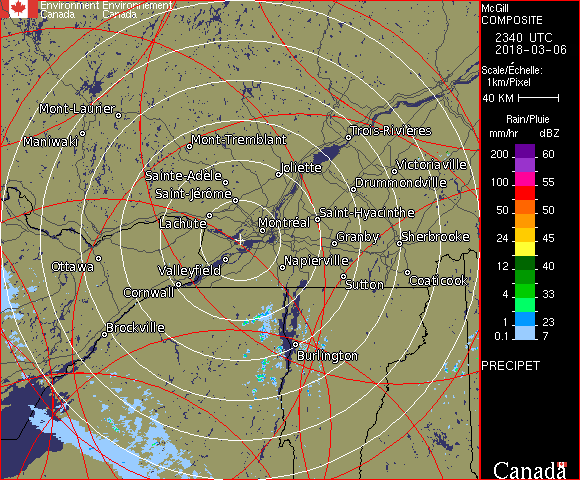 Environment Environnement
Canada Canada
McGill
COMPOSITE
2340 UTC
2018-03-06
Scale/Échelle:
1km/Pixel
40 KM
Rain/Pluie
mm/hr dBZ
200 60
150 55
100 55
50 50
24 45
12 40
4 33
1 23
0.1 7
PRECIPET
Canada
Mont-Laurier
Maniwaki
Mont-Tremblant
Trois-Rivières
Joliette
Victoriaville
Sainte-Adèle
Drummondville
Saint-Jérôme
Saint-Hyacinthe
Lachute
Montréal
Granby
Sherbrooke
Ottawa
Valleyfield
Napierville
Coaticook
Cornwall
Sutton
Brockville
Burlington